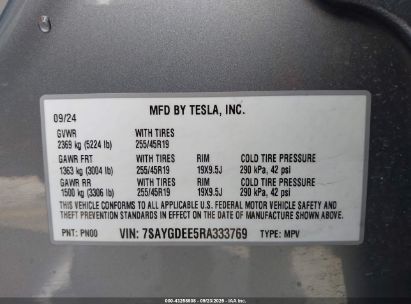 MFD BY TESLA, INC.
09/24
GVWR WITH TIRES
2369 kg (5224 lb) 255/45R19
GAWR FRT WITH TIRES RIM COLD TIRE PRESSURE
1363 kg (3004 lb) 255/45R19 19X9.5J 290 kPa, 42 psi
GAWR RR WITH TIRES RIM COLD TIRE PRESSURE
1500 kg (3306 lb) 255/45R19 19X9.5J 290 kPa, 42 psi
THIS VEHICLE CONFORMS TO ALL APPLICABLE U.S. FEDERAL MOTOR VEHICLE SAFETY AND
THEFT PREVENTION STANDARDS IN EFFECT ON THE DATE OF MANUFACTURE SHOWN ABOVE.
PNT: PN00 VIN: 7SAYGDEE5RA333769 TYPE: MPV